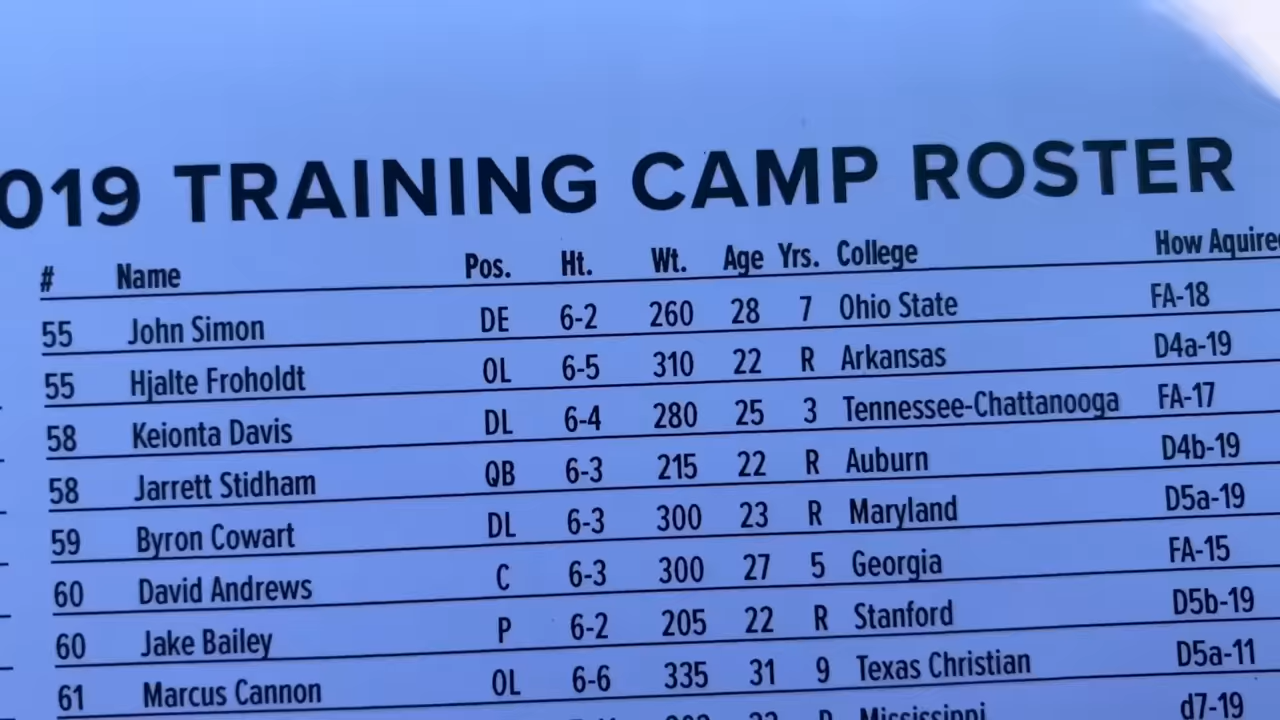 019 TRAINING CAMP ROSTER
# Name Pos. Ht. Wt. Age Yrs. College How Aquire
55 John Simon DE 6-2 260 28 7 Ohio State FA-18
55 Hjalte Froholdt OL 6-5 310 22 R Arkansas D4a-19
58 Keionta Davis DL 6-4 280 25 3 Tennessee-Chattanooga FA-17
58 Jarrett Stidham QB 6-3 215 22 R Auburn D4b-19
59 Byron Cowart DL 6-3 300 23 R Maryland D5a-19
60 David Andrews C 6-3 300 27 5 Georgia FA-15
60 Jake Bailey P 6-2 205 22 R Stanford D5b-19
61 Marcus Cannon OL 6-6 335 31 9 Texas Christian D5a-11
Mississippi d7-19